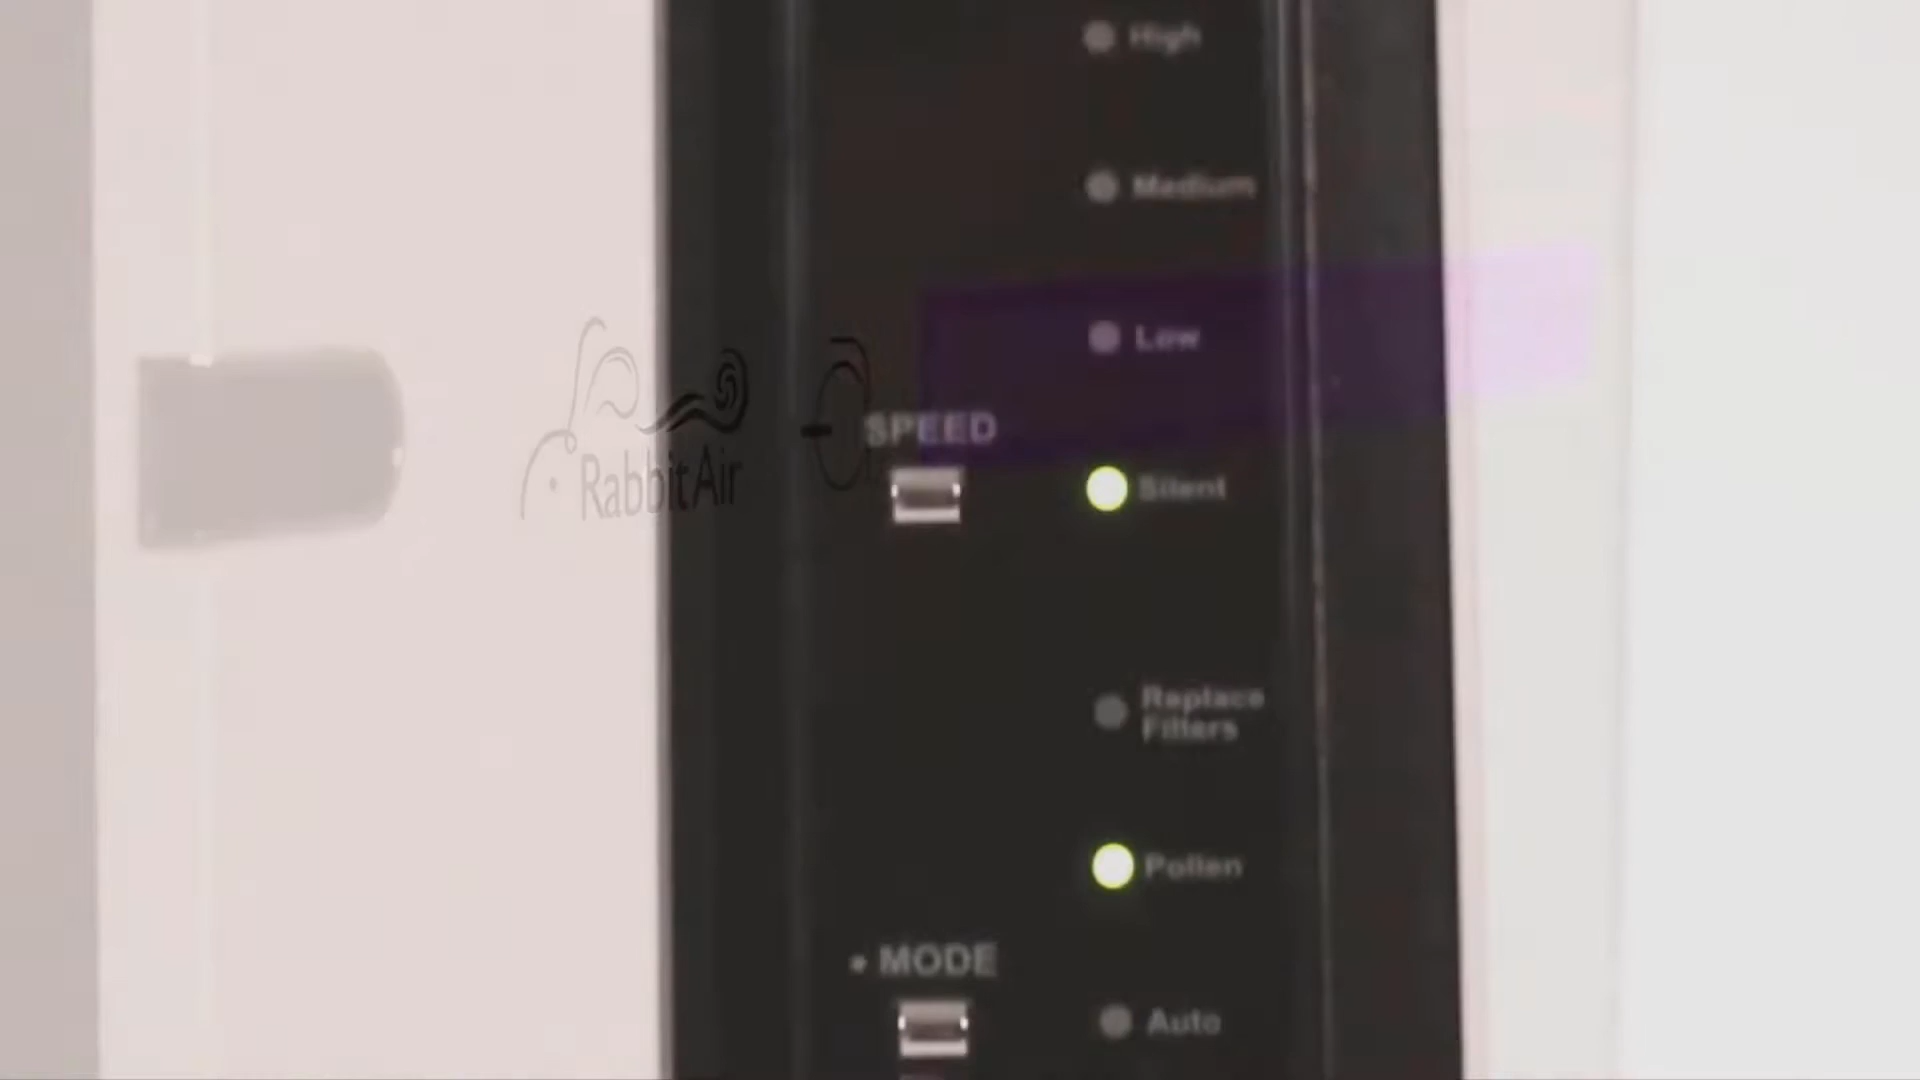 High
Medium
Low
SPEED
Silent
RabbitAir
Replace
Filters
Pollen
• MODE
Auto